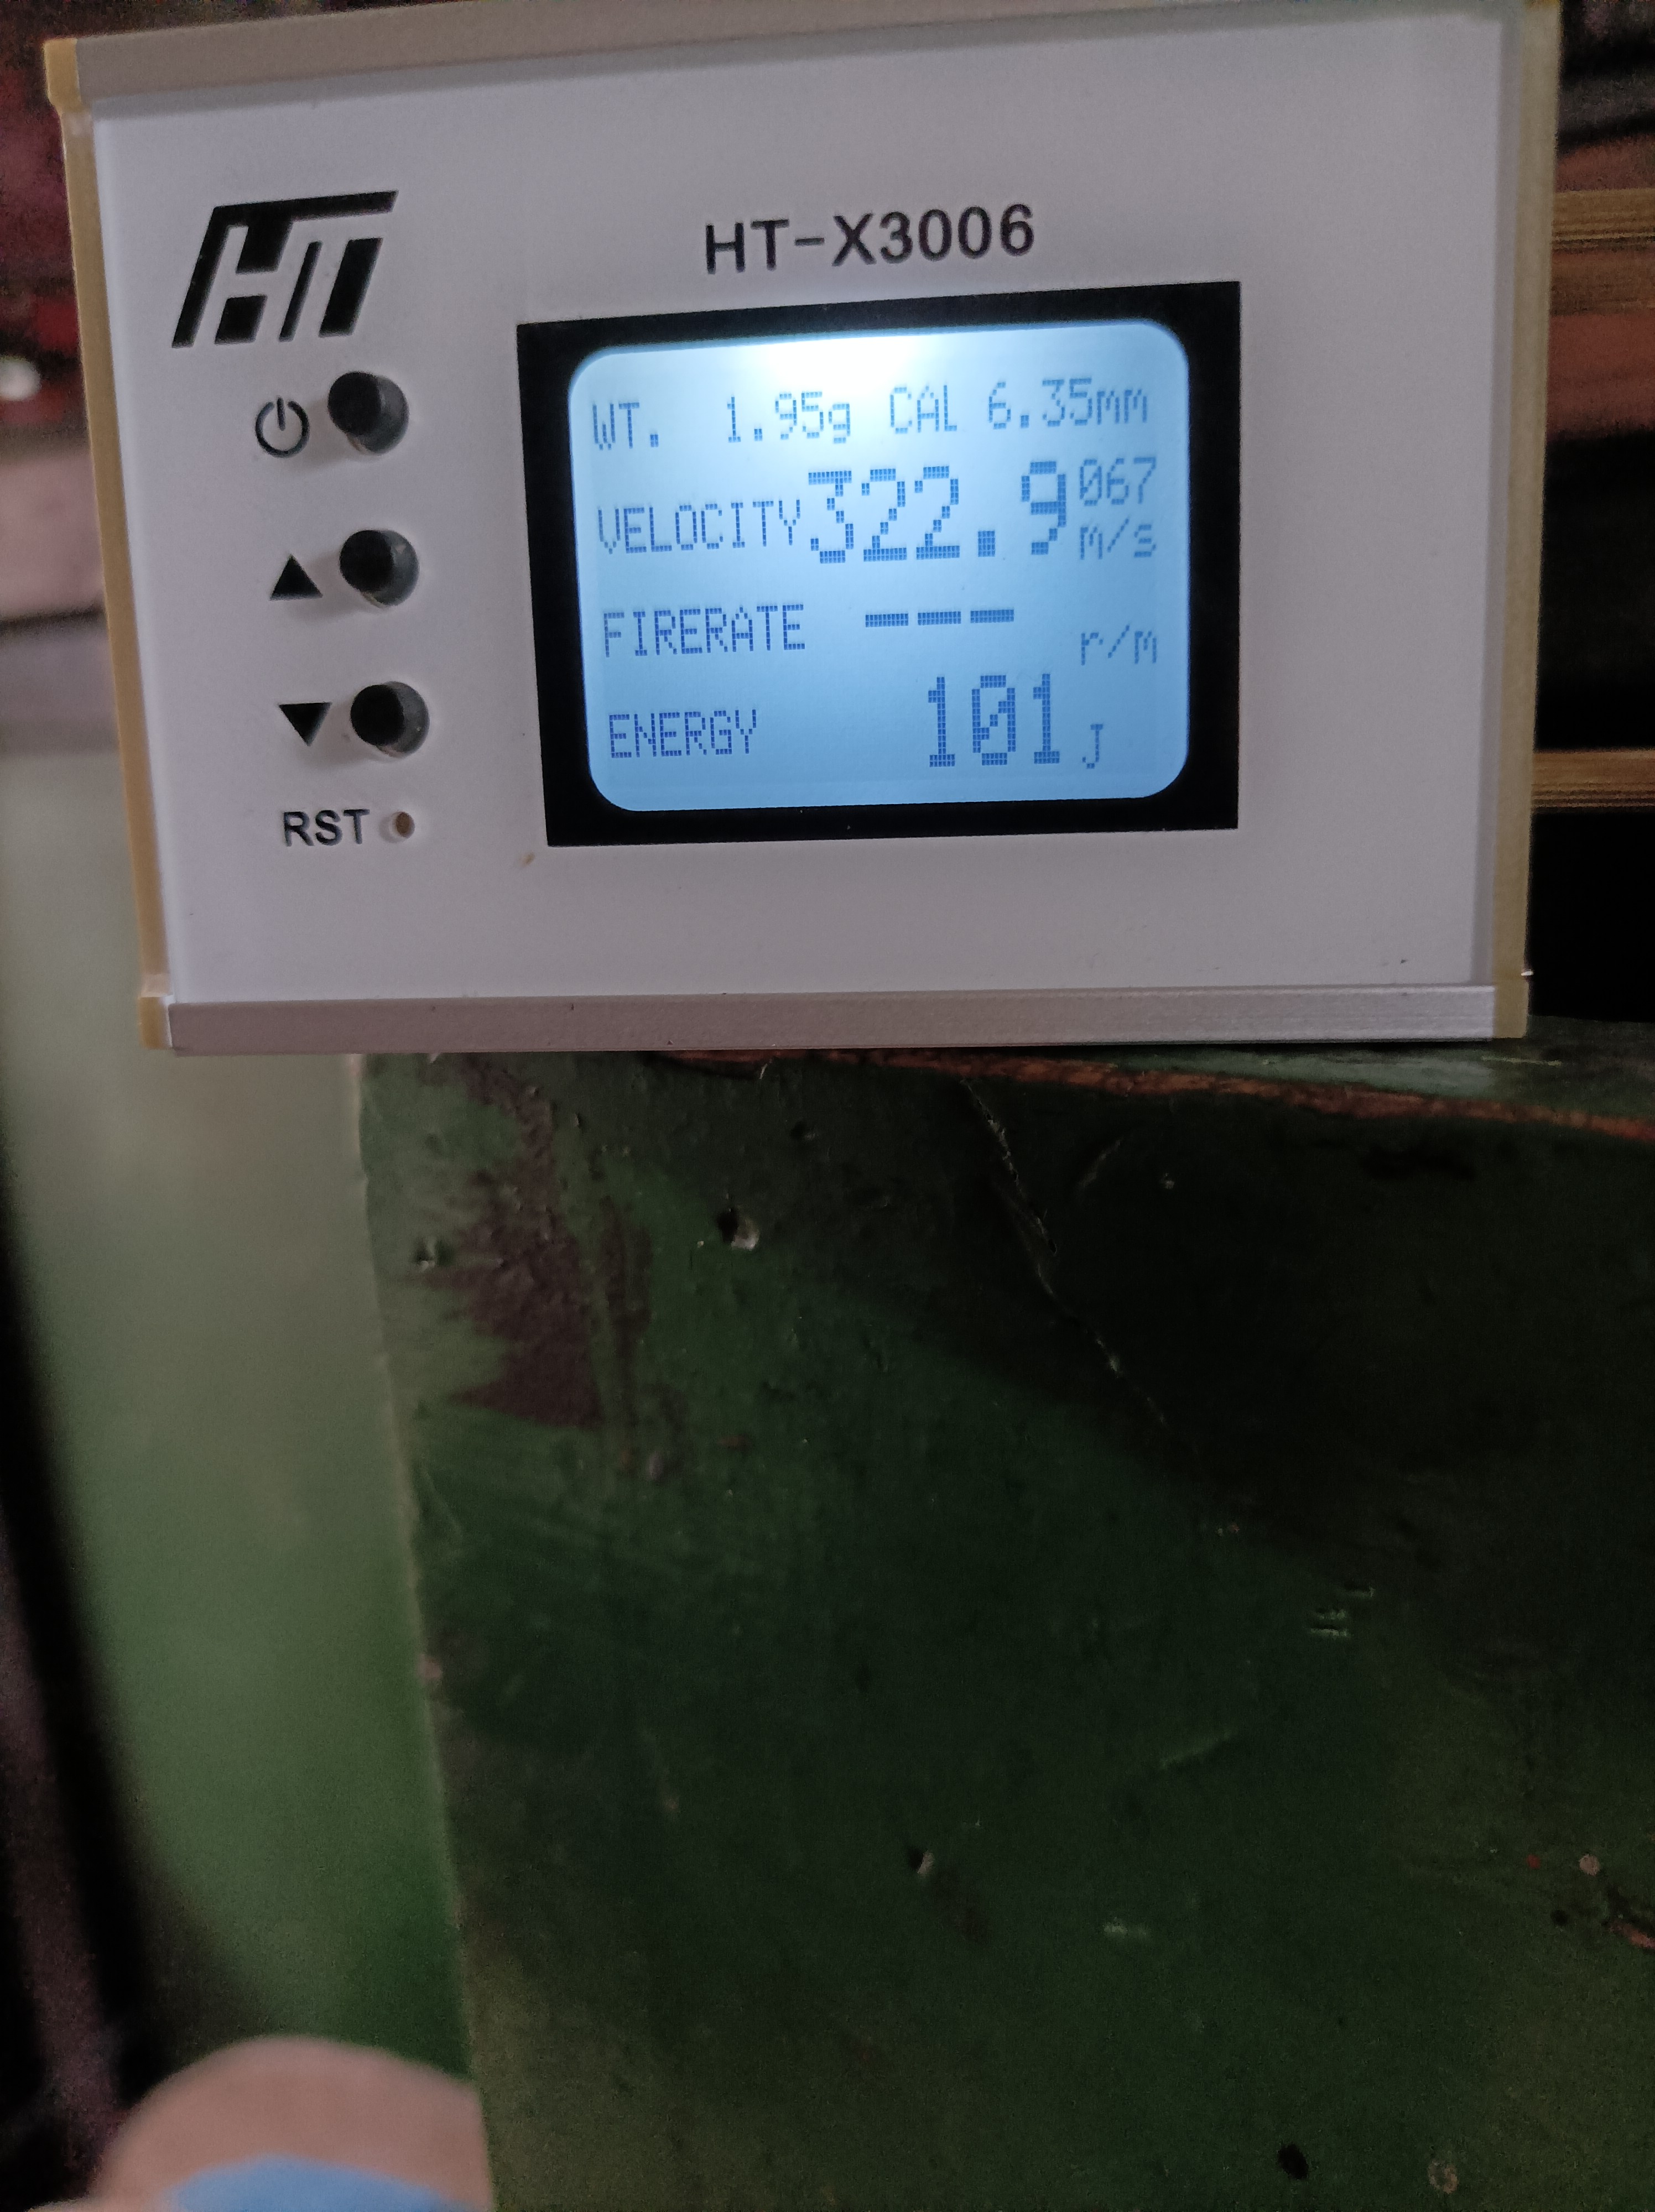 HT
HT-X3006
WT. 1.95g CAL 6.35mm
VELOCITY 322.9 067 m/s
FIRERATE --- r/m
ENERGY 101 J
RST